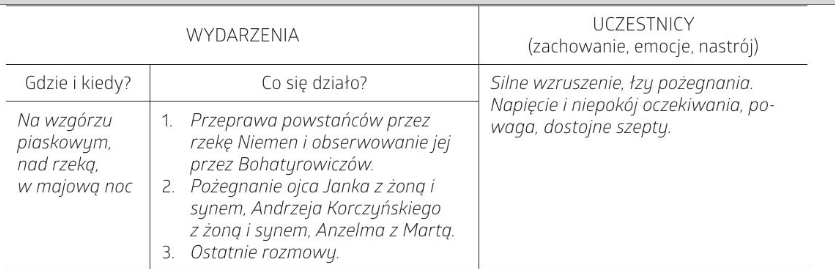 WYDARZENIA
UCZESTNICY
(zachowanie, emocje, nastrój)
Gdzie i kiedy?
Co się działo?
Na wzgórzu
piaskowym,
nad rzeką,
w majową noc
1. Przeprawa powstańców przez
rzekę Niemen i obserwowanie jej
przez Bohatyrowiczów.
2. Pożegnanie ojca Janka z żoną i
synem, Andrzeja Korczyńskiego
z żoną i synem, Anzelma z Martą.
3. Ostatnie rozmowy.
Silne wzruszenie, łzy pożegnania.
Napięcie i niepokój oczekiwania, po-
waga, dostojne szepty.